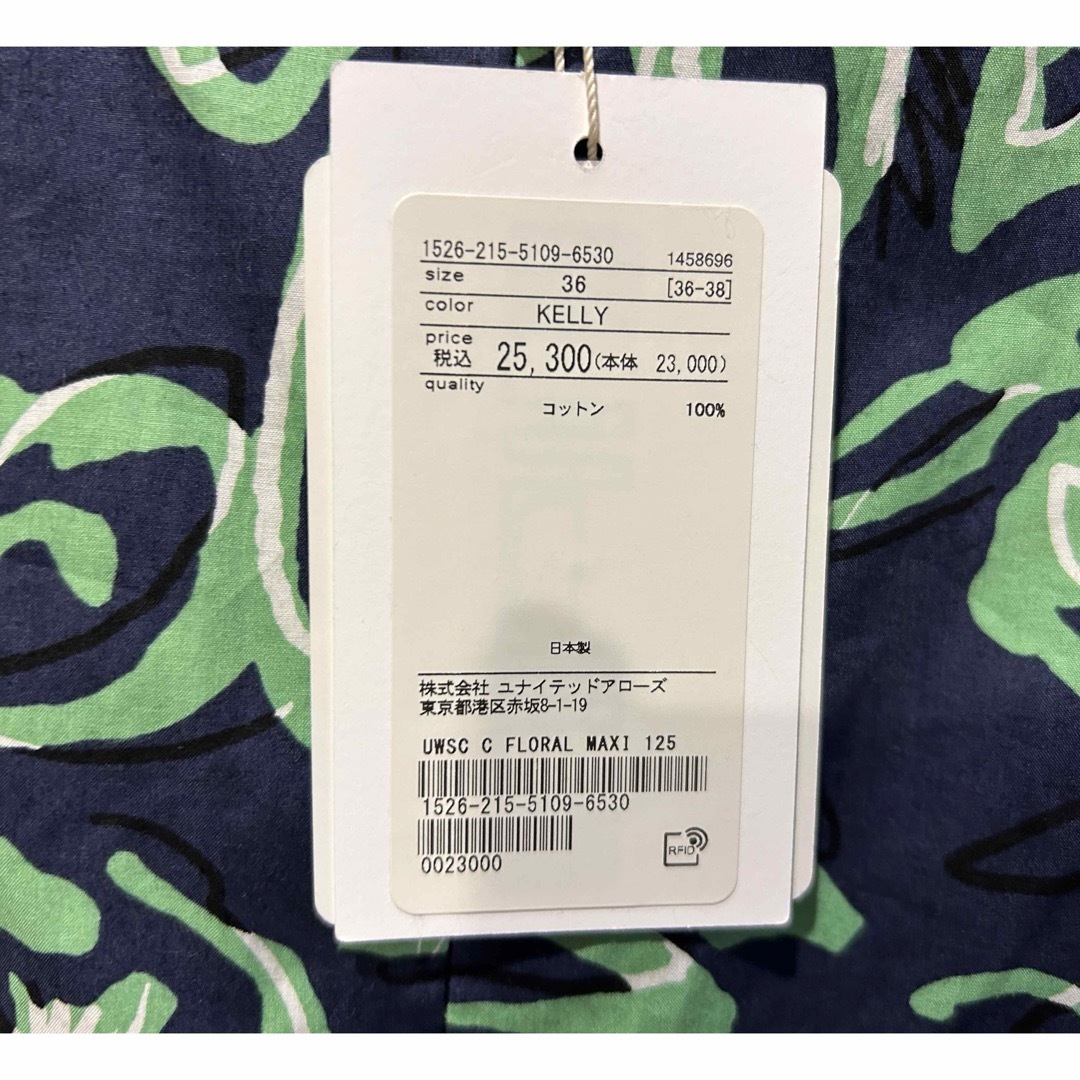 1526-215-5109-6530 1458696
size 36 [36-38]
color KELLY
price
税込 25,300(本体 23,000)
quality
コットン 100%
日本製
株式会社 ユナイテッドアローズ
東京都港区赤坂8-1-19
UWSC C FLORAL MAXI 125
1526-215-5109-6530
0023000
RFID